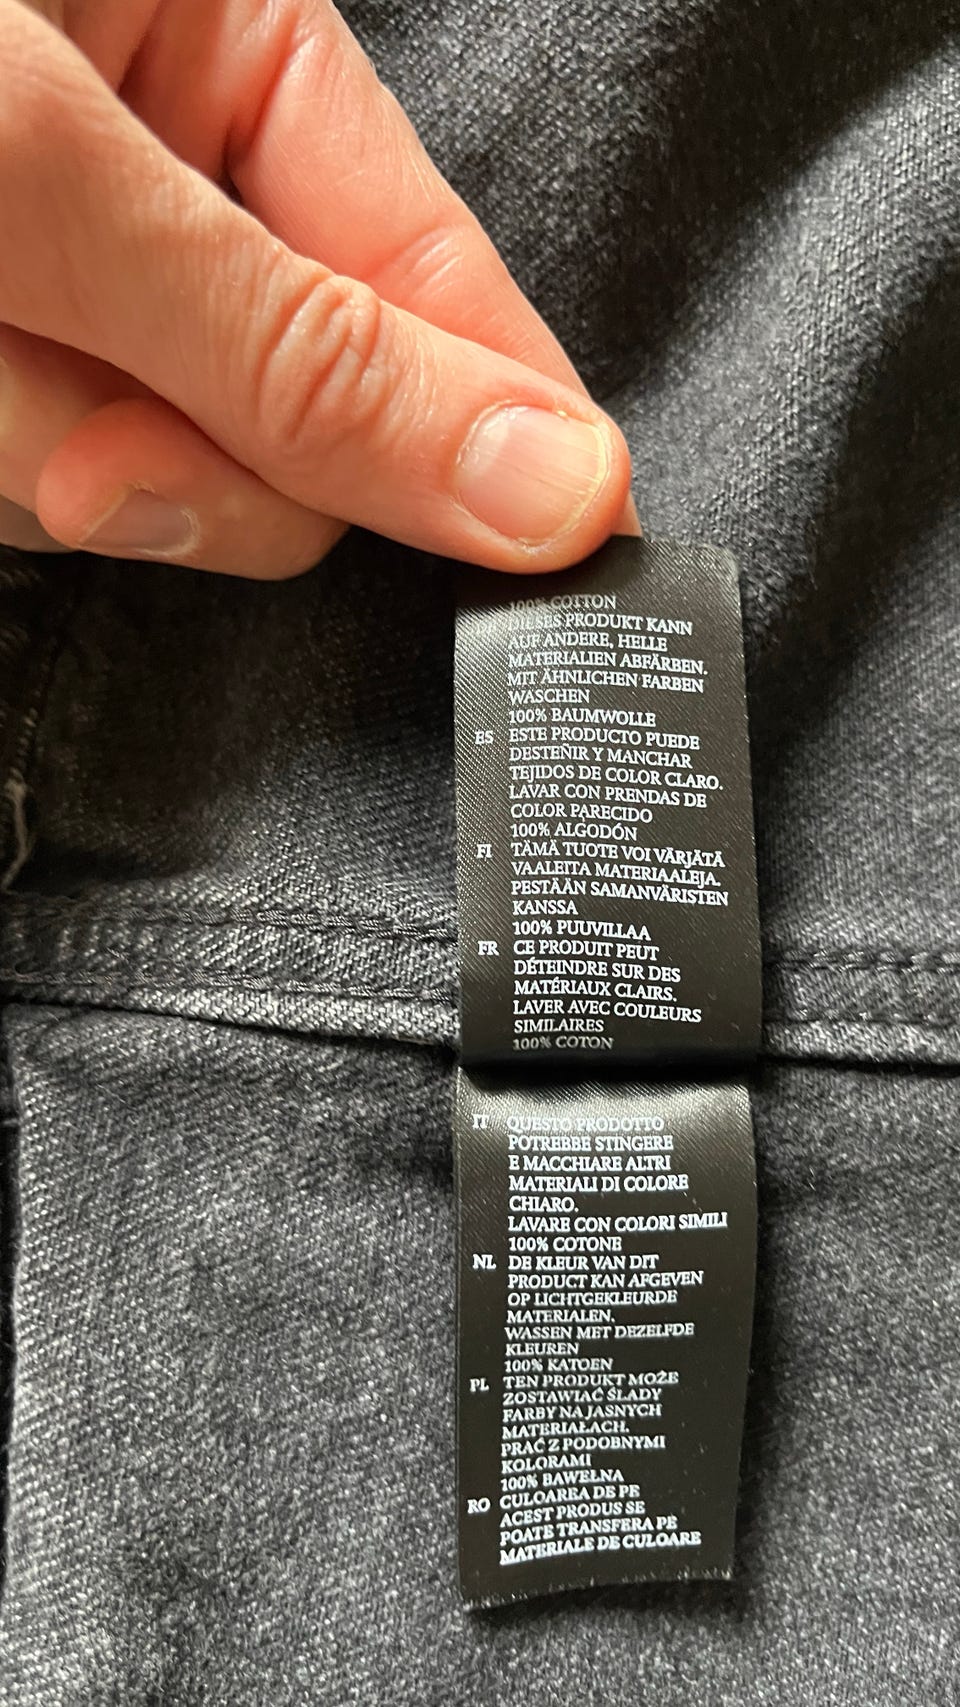 100% COTTON
DIESES PRODUKT KANN
AUF ANDERE, HELLE
MATERIALIEN ABFÄRBEN.
MIT ÄHNLICHEN FARBEN
WASCHEN
100% BAUMWOLLE
ES ESTE PRODUCTO PUEDE
DESTEÑIR Y MANCHAR
TEJIDOS DE COLOR CLARO.
LAVAR CON PRENDAS DE
COLOR PARECIDO
100% ALGODÓN
FI TÄMÄ TUOTE VOI VÄRJÄTÄ
VAALEITA MATERIAALEJA.
PESTÄÄN SAMANVÄRISTEN
KANSSA
100% PUUVILLAA
FR CE PRODUIT PEUT
DÉTEINDRE SUR DES
MATÉRIAUX CLAIRS.
LAVER AVEC COULEURS
SIMILAIRES
100% COTON
IT QUESTO PRODOTTO
POTREBBE STINGERE
E MACCHIARE ALTRI
MATERIALI DI COLORE
CHIARO.
LAVARE CON COLORI SIMILI
100% COTONE
NL DE KLEUR VAN DIT
PRODUCT KAN AFGEVEN
OP LICHTGEKLEURDE
MATERIALEN.
WASSEN MET DEZELFDE
KLEUREN
100% KATOEN
PL TEN PRODUKT MOŻE
ZOSTAWIAĆ ŚLADY
FARBY NA JASNYCH
MATERIAŁACH.
PRAĆ Z PODOBNYMI
KOLORAMI
100% BAWEŁNA
RO CULOAREA DE PE
ACEST PRODUS SE
POATE TRANSFERA PE
MATERIALE DE CULOARE